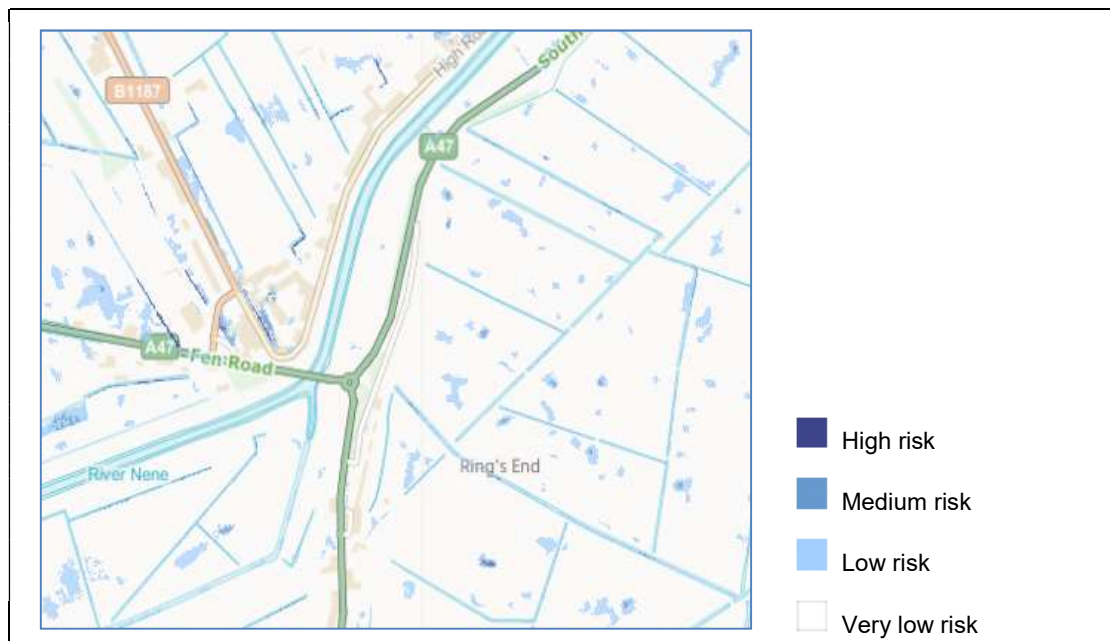 High Ro
South
B1187
A47
A47
Fen Road
River Nene
Ring's End
High risk
Medium risk
Low risk
Very low risk